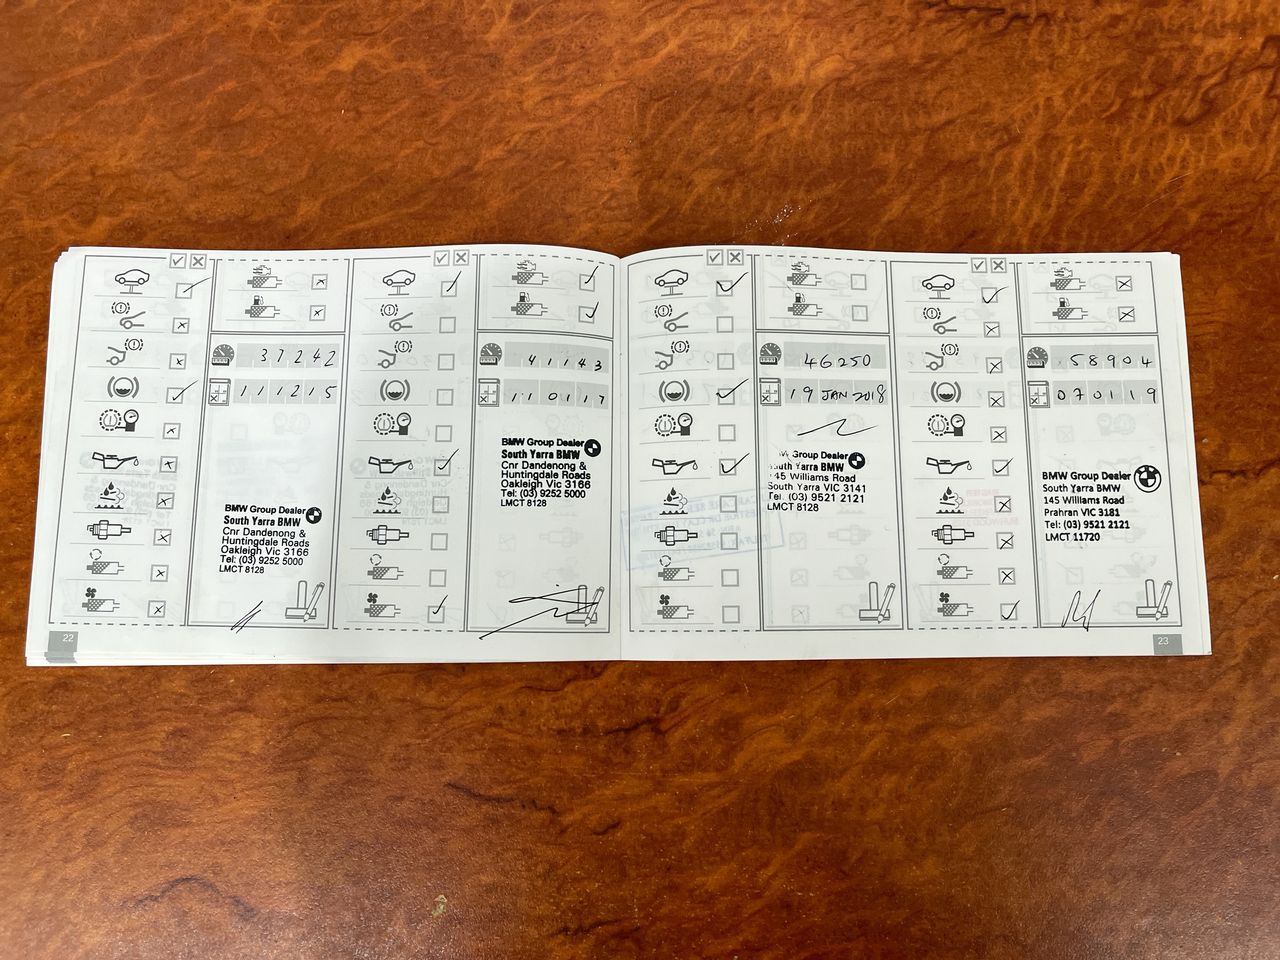 37242
111215
BMW Group Dealer
South Yarra BMW
Cnr Dandenong &
Huntingdale Roads
Oakleigh Vic 3166
Tel: (03) 9252 5000
LMCT 8128
22
41143
110117
BMW Group Dealer
South Yarra BMW
Cnr Dandenong &
Huntingdale Roads
Oakleigh Vic 3166
Tel: (03) 9252 5000
LMCT 8128
46250
19 JAN 2018
Group Dealer
South Yarra BMW
145 Williams Road
South Yarra VIC 3141
Tel. (03) 9521 2121
LMCT 8128
58904
070119
BMW Group Dealer
South Yarra BMW
145 Williams Road
Prahran VIC 3181
Tel: (03) 9521 2121
LMCT 11720
23